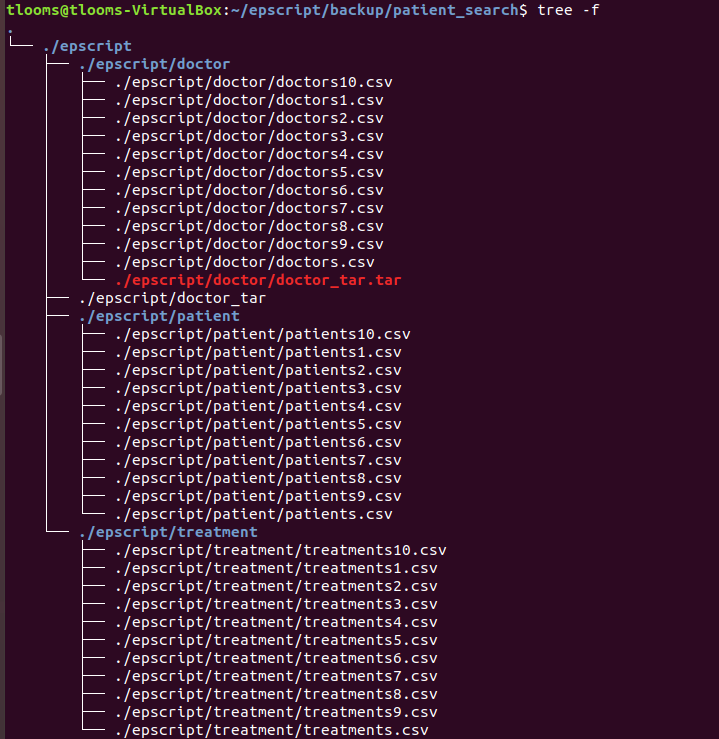 tlooms@tlooms-VirtualBox:~/epscript/backup/patient_search$ tree -f
.
└── ./epscript
    ├── ./epscript/doctor
    │   ├── ./epscript/doctor/doctors10.csv
    │   ├── ./epscript/doctor/doctors1.csv
    │   ├── ./epscript/doctor/doctors2.csv
    │   ├── ./epscript/doctor/doctors3.csv
    │   ├── ./epscript/doctor/doctors4.csv
    │   ├── ./epscript/doctor/doctors5.csv
    │   ├── ./epscript/doctor/doctors6.csv
    │   ├── ./epscript/doctor/doctors7.csv
    │   ├── ./epscript/doctor/doctors8.csv
    │   ├── ./epscript/doctor/doctors9.csv
    │   ├── ./epscript/doctor/doctors.csv
    │   └── ./epscript/doctor/doctor_tar.tar
    ├── ./epscript/doctor_tar
    ├── ./epscript/patient
    │   ├── ./epscript/patient/patients10.csv
    │   ├── ./epscript/patient/patients1.csv
    │   ├── ./epscript/patient/patients2.csv
    │   ├── ./epscript/patient/patients3.csv
    │   ├── ./epscript/patient/patients4.csv
    │   ├── ./epscript/patient/patients5.csv
    │   ├── ./epscript/patient/patients6.csv
    │   ├── ./epscript/patient/patients7.csv
    │   ├── ./epscript/patient/patients8.csv
    │   ├── ./epscript/patient/patients9.csv
    │   └── ./epscript/patient/patients.csv
    └── ./epscript/treatment
        ├── ./epscript/treatment/treatments10.csv
        ├── ./epscript/treatment/treatments1.csv
        ├── ./epscript/treatment/treatments2.csv
        ├── ./epscript/treatment/treatments3.csv
        ├── ./epscript/treatment/treatments4.csv
        ├── ./epscript/treatment/treatments5.csv
        ├── ./epscript/treatment/treatments6.csv
        ├── ./epscript/treatment/treatments7.csv
        ├── ./epscript/treatment/treatments8.csv
        ├── ./epscript/treatment/treatments9.csv
        └── ./epscript/treatment/treatments.csv